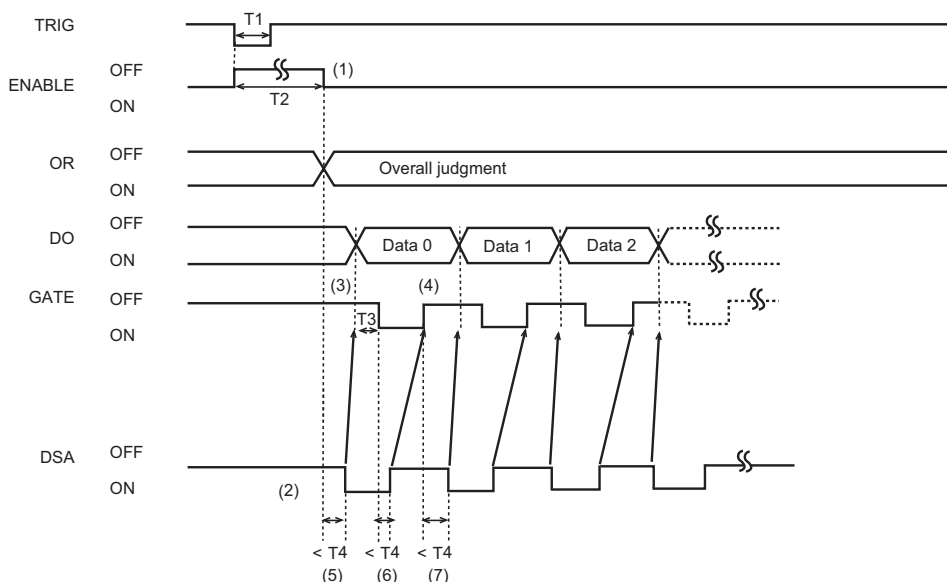 TRIG
T1
ENABLE
OFF
(1)
T2
ON
OR
OFF
Overall judgment
ON
DO
OFF
Data 0
Data 1
Data 2
ON
GATE
(3)
(4)
OFF
T3
ON
DSA
OFF
ON
(2)
< T4
< T4
< T4
(5)
(6)
(7)